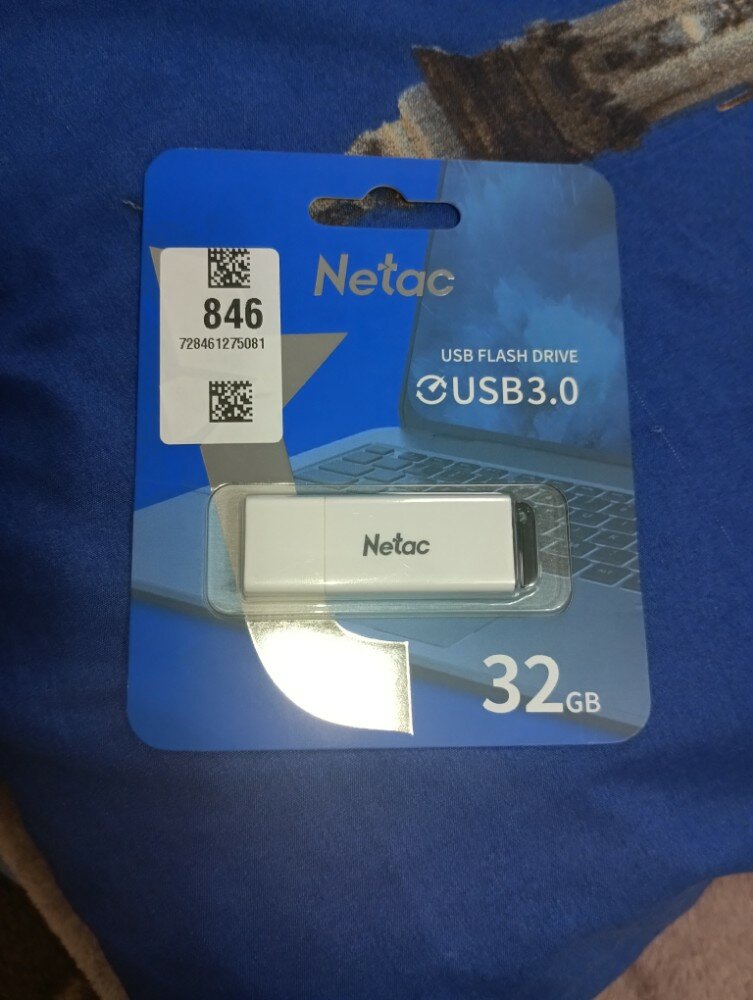 Netac
846
728461275081
USB FLASH DRIVE
USB3.0
Netac
32GB